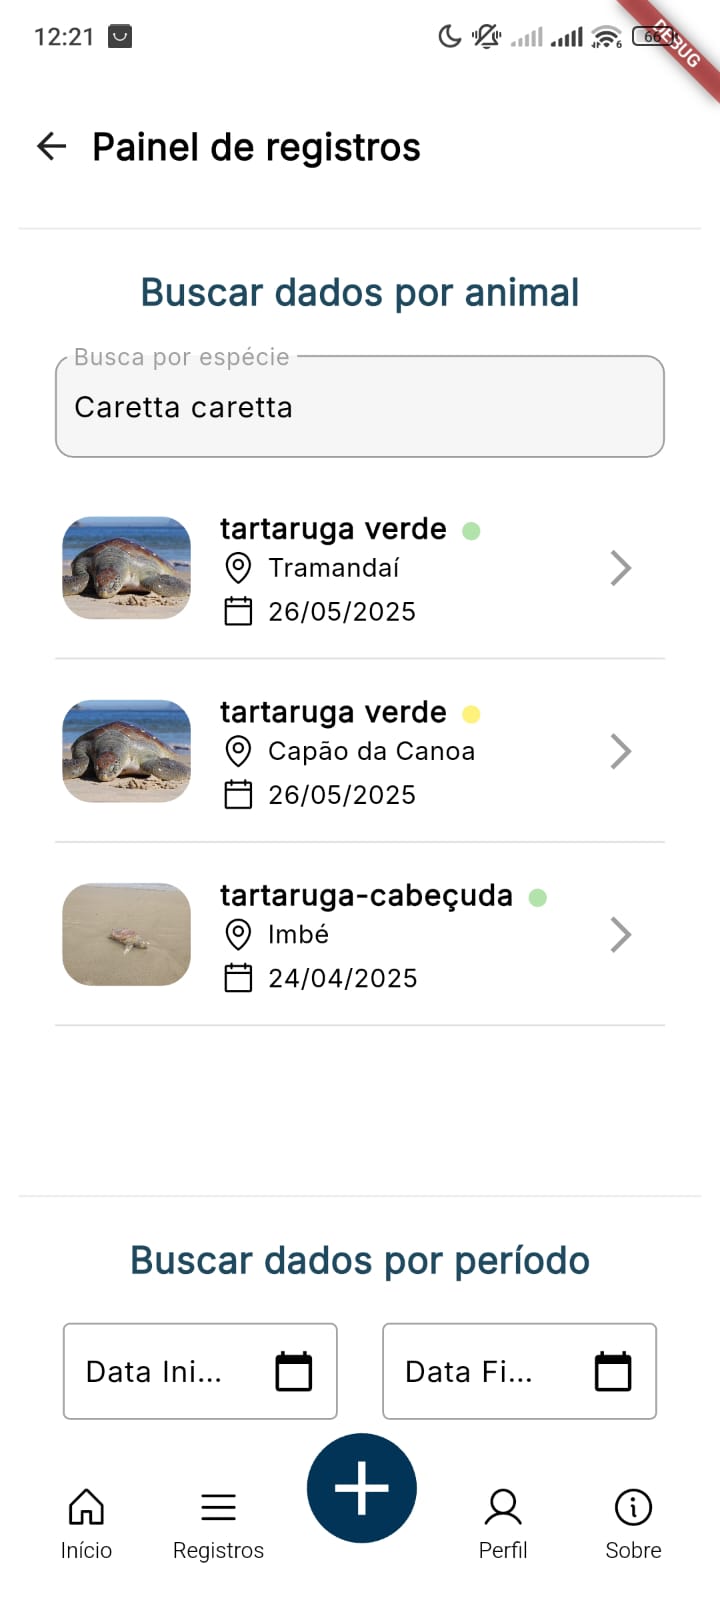 12:21
66
DEBUG
Painel de registros
Buscar dados por animal
Busca por espécie
Caretta caretta
tartaruga verde
Tramandaí
26/05/2025
tartaruga verde
Capão da Canoa
26/05/2025
tartaruga-cabeçuda
Imbé
24/04/2025
Buscar dados por período
Data Ini... Data Fi...
Início Registros Perfil Sobre